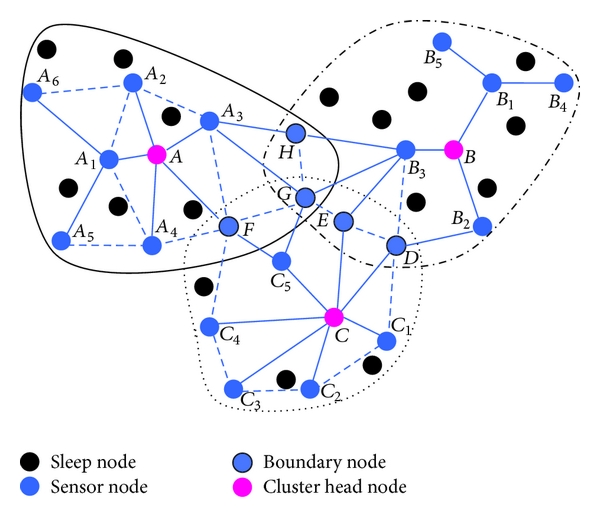 B5
A6
A2
B1
B4
A3
H
A1
A
B3
B
G
E
B2
A5
A4
F
D
C5
C4
C
C1
C3
C2
Sleep node
Boundary node
Sensor node
Cluster head node